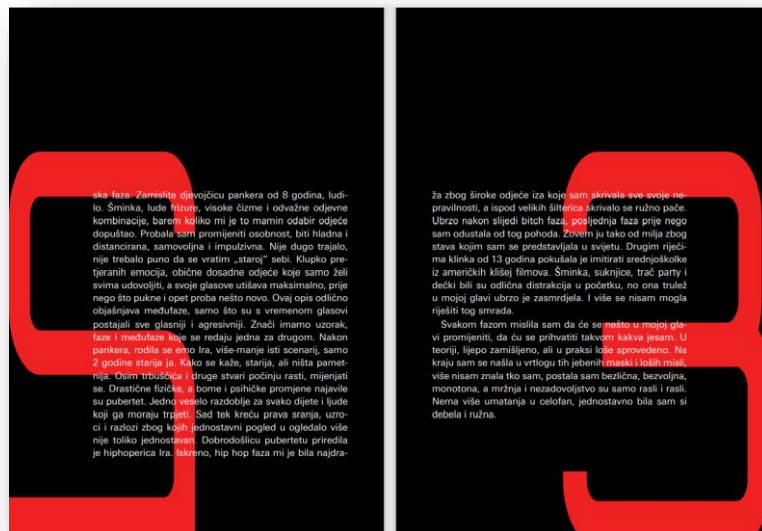 ska faza. Zamislite djevojčicu pankera od 8 godina, ludi-
lo. Šminka, lude frizure, visoke čizme i odvažne odjevne
kombinacije, barem koliko mi je to mamin odabir odjeće
dopuštao. Probala sam promijeniti osobnost, biti hladna i
distancirana, samovoljna i impulzivna. Nije dugo trajalo,
nije trebalo puno da se vratim „staroj" sebi. Klupko pre-
tjeranih emocija, obične dosadne odjeće koje samo želi
svima udovoljiti, a svoje glasove utišava maksimalno, prije
nego što pukne i opet proba nešto novo. Ovaj opis odlično
objašnjava međufaze, samo što su s vremenom glasovi
postajali sve glasniji i agresivniji. Znači imamo uzorak,
faze i međufaze koje se redaju jedna za drugom. Nakon
pankera, rodila se emo Ira, više-manje isti scenarij, samo
2 godine starija ja. Kako se kaže, starija, ali ništa pamet-
nija. Osim trbuščića i druge stvari počinju rasti, mijenjati
se. Drastične fizičke, a bome i psihičke promjene najavile
su pubertet. Jedno veselo razdoblje za svako dijete i ljude
koji ga moraju trpjeti. Sad tek kreću prava sranja, uzro-
ci i razlozi zbog kojih jednostavni pogled u ogledalo više
nije toliko jednostavan. Dobrodošlicu pubertetu priredila
je hiphoperica Ira. Iskreno, hip hop faza mi je bila najdra-
ža zbog široke odjeće iza koje sam skrivala sve svoje ne-
pravilnosti, a ispod velikih šilterica skrivalo se ružno pače.
Ubrzo nakon slijedi bitch faza, posljednja faza prije nego
sam odustala od tog pohoda. Zovem ju tako od milja zbog
stava kojim sam se predstavljala u svijetu. Drugim riječi-
ma klinka od 13 godina pokušala je imitirati srednjoškolke
iz američkih klišej filmova. Šminka, suknjice, trač party i
dečki bili su odlična distrakcija u početku, no ona trulež
u mojoj glavi ubrzo je zasmrdjela. I više se nisam mogla
riješiti tog smrada.
Svakom fazom mislila sam da će se nešto u mojoj gla-
vi promijeniti, da ću se prihvatiti takvom kakva jesam. U
teoriji, lijepo zamišljeno, ali u praksi loše sprovedeno. Na
kraju sam se našla u vrtlogu tih jebenih maski i loših misli,
više nisam znala tko sam, postala sam bezlična, bezvoljna,
monotona, a mržnja i nezadovoljstvo su samo rasli i rasli.
Nema više umatanja u celofan, jednostavno bila sam si
debela i ružna.